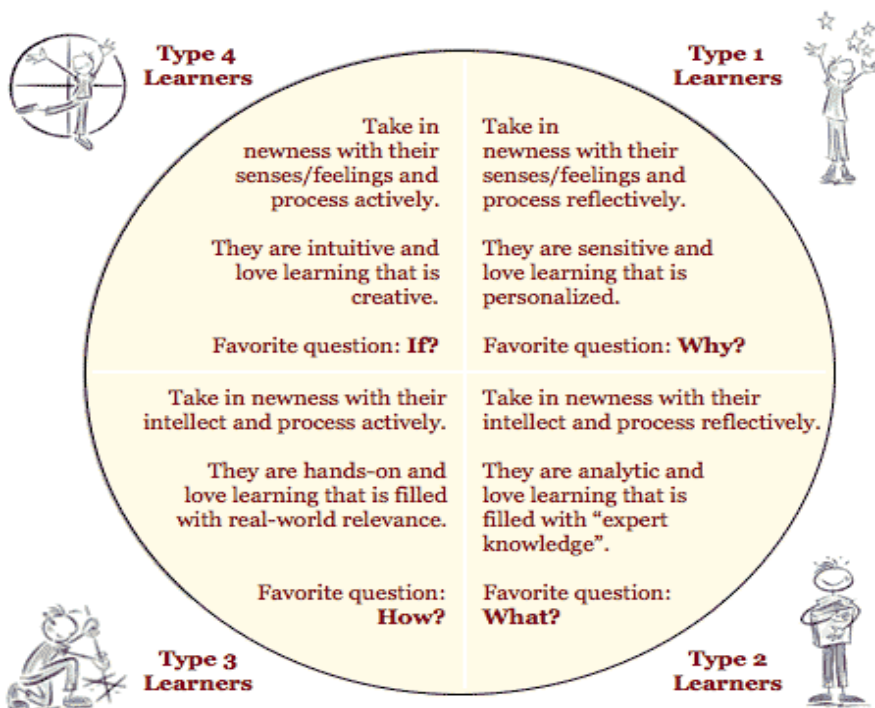 Type 4
Learners
Take in
newness with their
senses/feelings and
process actively.
They are intuitive and
love learning that is
creative.
Favorite question: If?
Type 1
Learners
Take in
newness with their
senses/feelings and
process reflectively.
They are sensitive and
love learning that is
personalized.
Favorite question: Why?
Take in newness with their
intellect and process actively.
They are hands-on and
love learning that is filled
with real-world relevance.
Favorite question:
How?
Type 3
Learners
Take in newness with their
intellect and process reflectively.
They are analytic and
love learning that is
filled with “expert
knowledge”.
Favorite question:
What?
Type 2
Learners